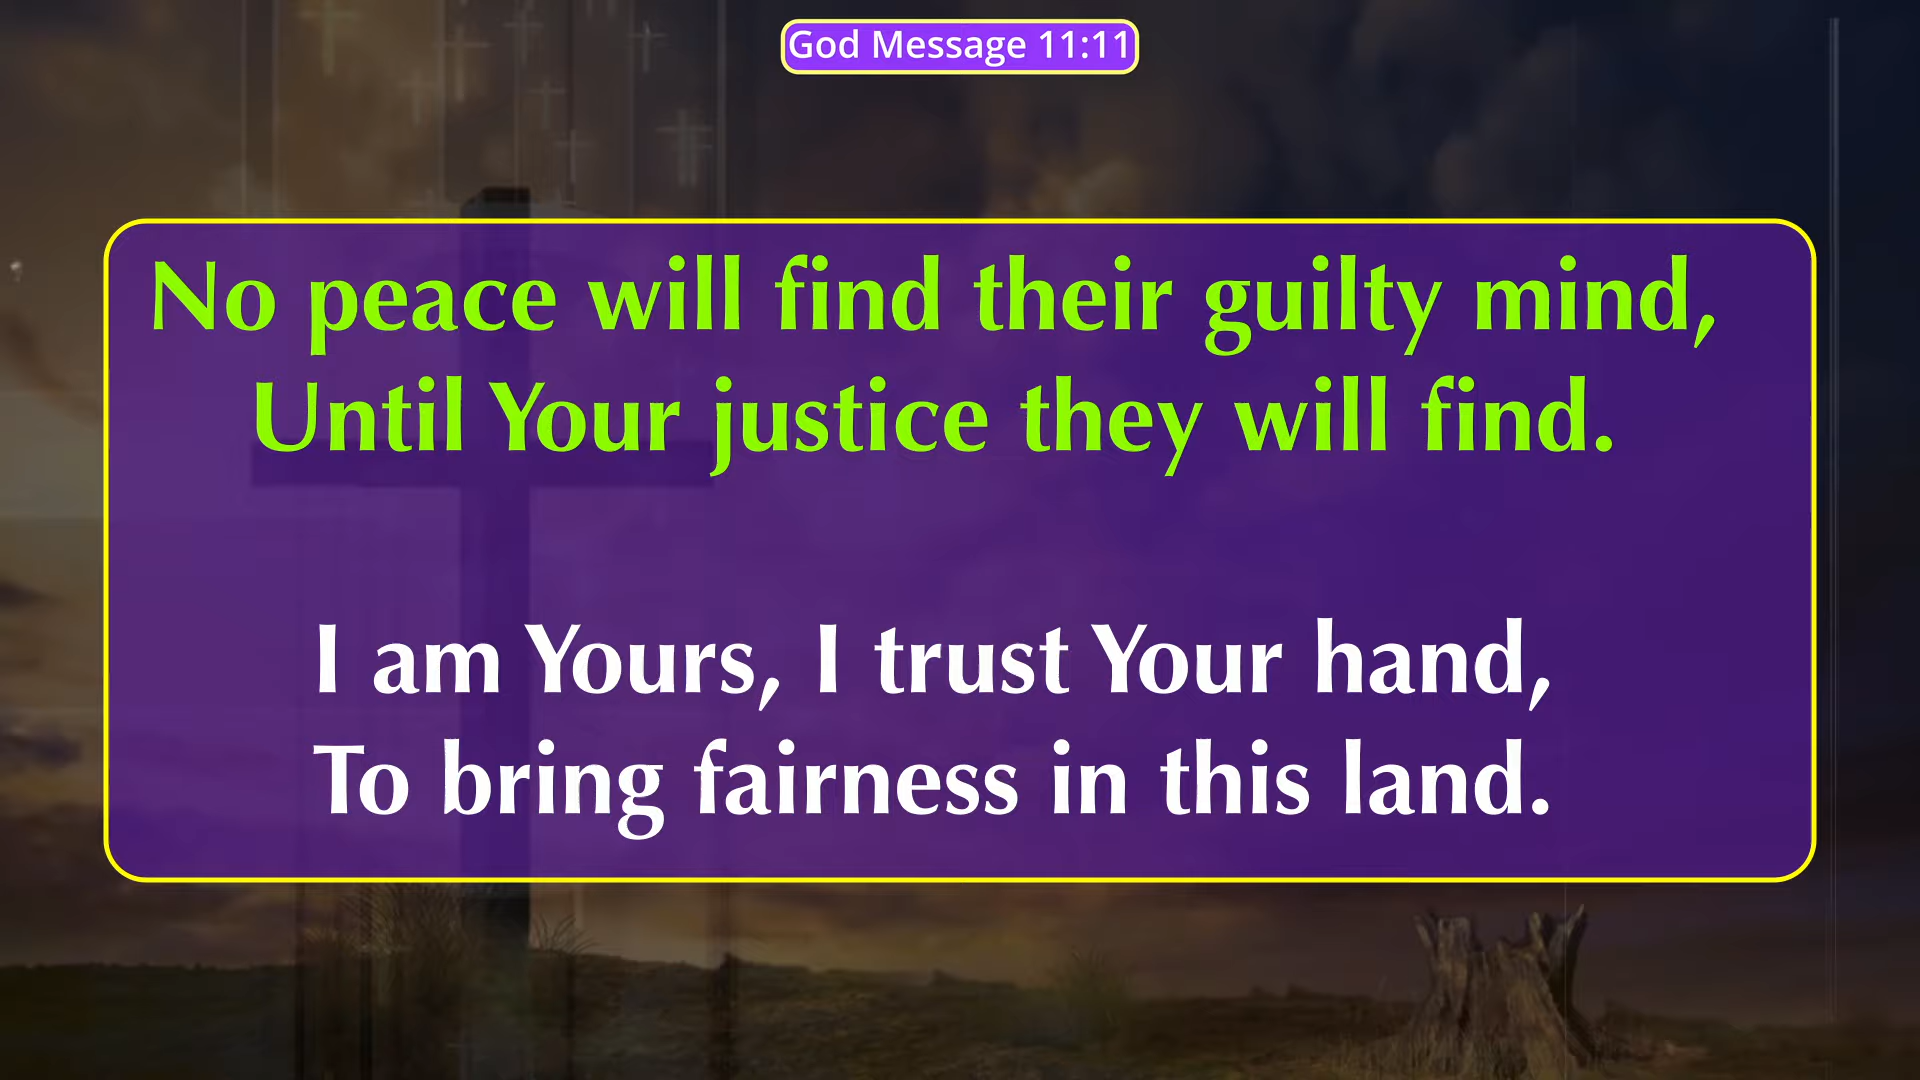 God Message 11:11
No peace will find their guilty mind,
Until Your justice they will find.
I am Yours, I trust Your hand,
To bring fairness in this land.